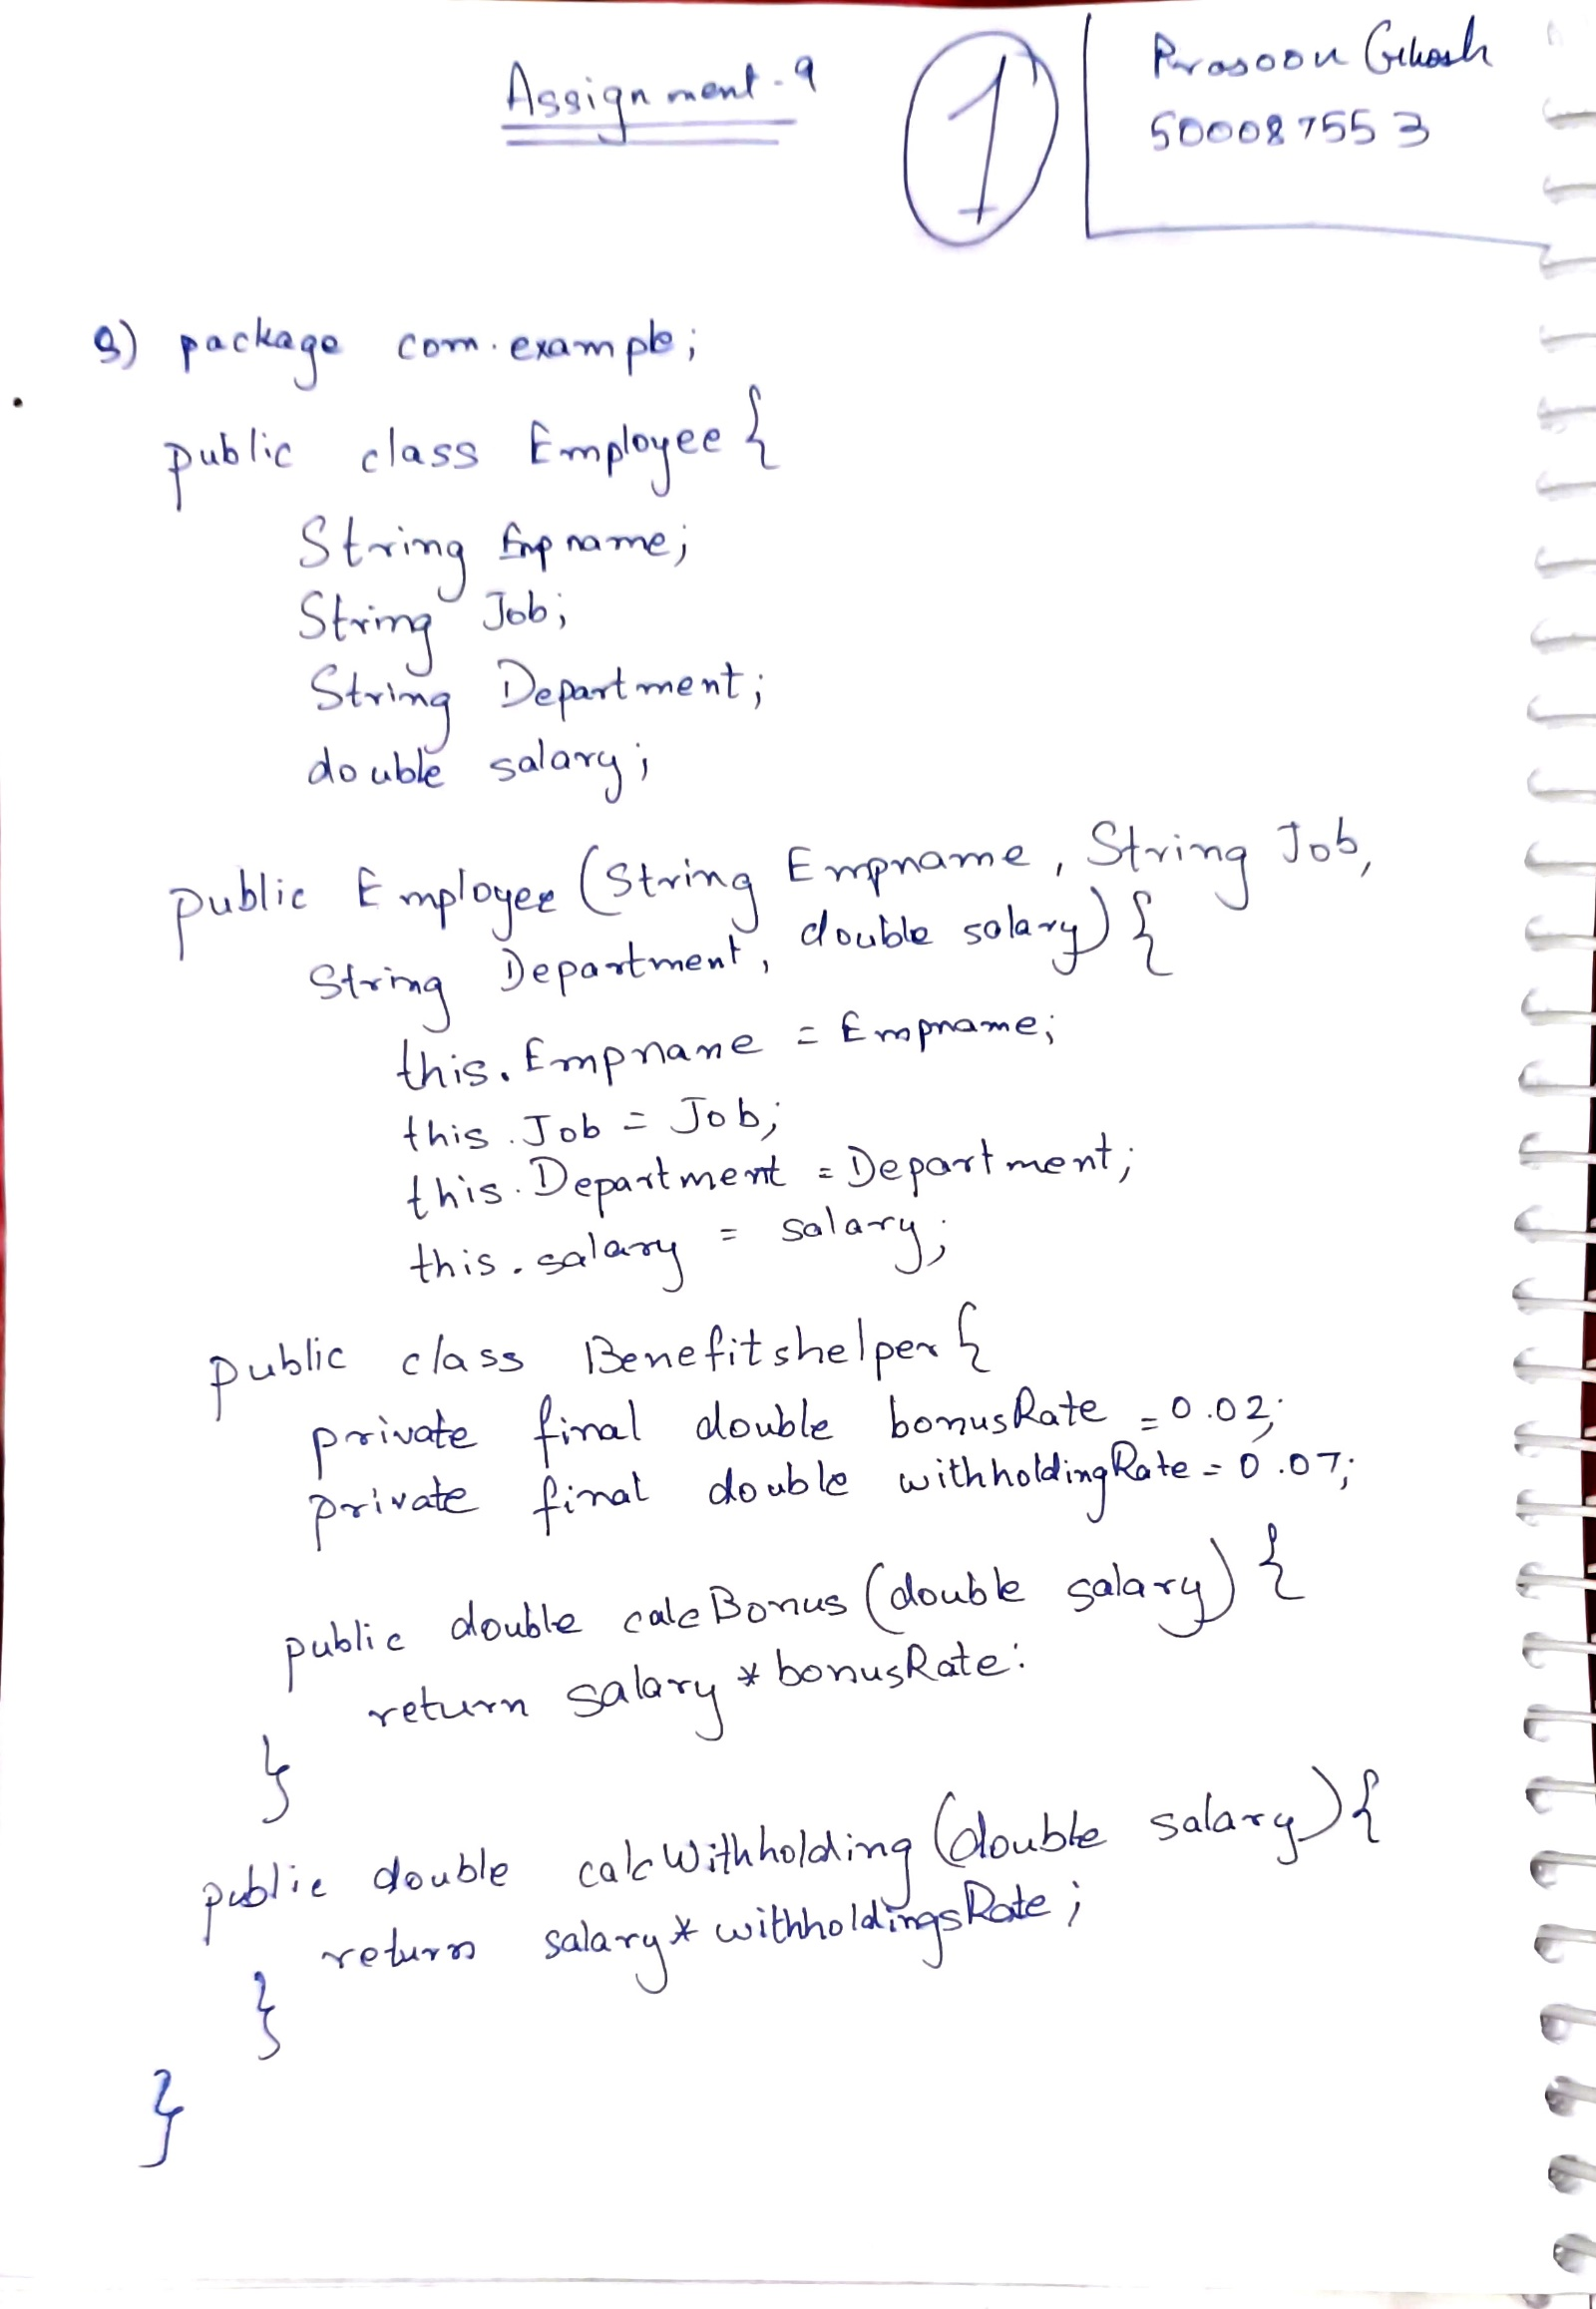 Assignment-9
1
Prasoon Ghosh
500087553
9) package com.example;
public class Employee {
String Empname;
String Job;
String Department;
double salary;
public Employee (String Empname, String Job,
String Department, double salary) {
this.Empname = Empname;
this.Job = Job;
this.Department = Department;
this.salary = salary;
public class Benefitshelper {
private final double bonusRate = 0.02;
private final double withholdingRate = 0.07;
public double calcBonus (double salary) {
return salary * bonusRate:
}
public double calcWithholding (double salary) {
return salary * withholdingsRate;
}
}